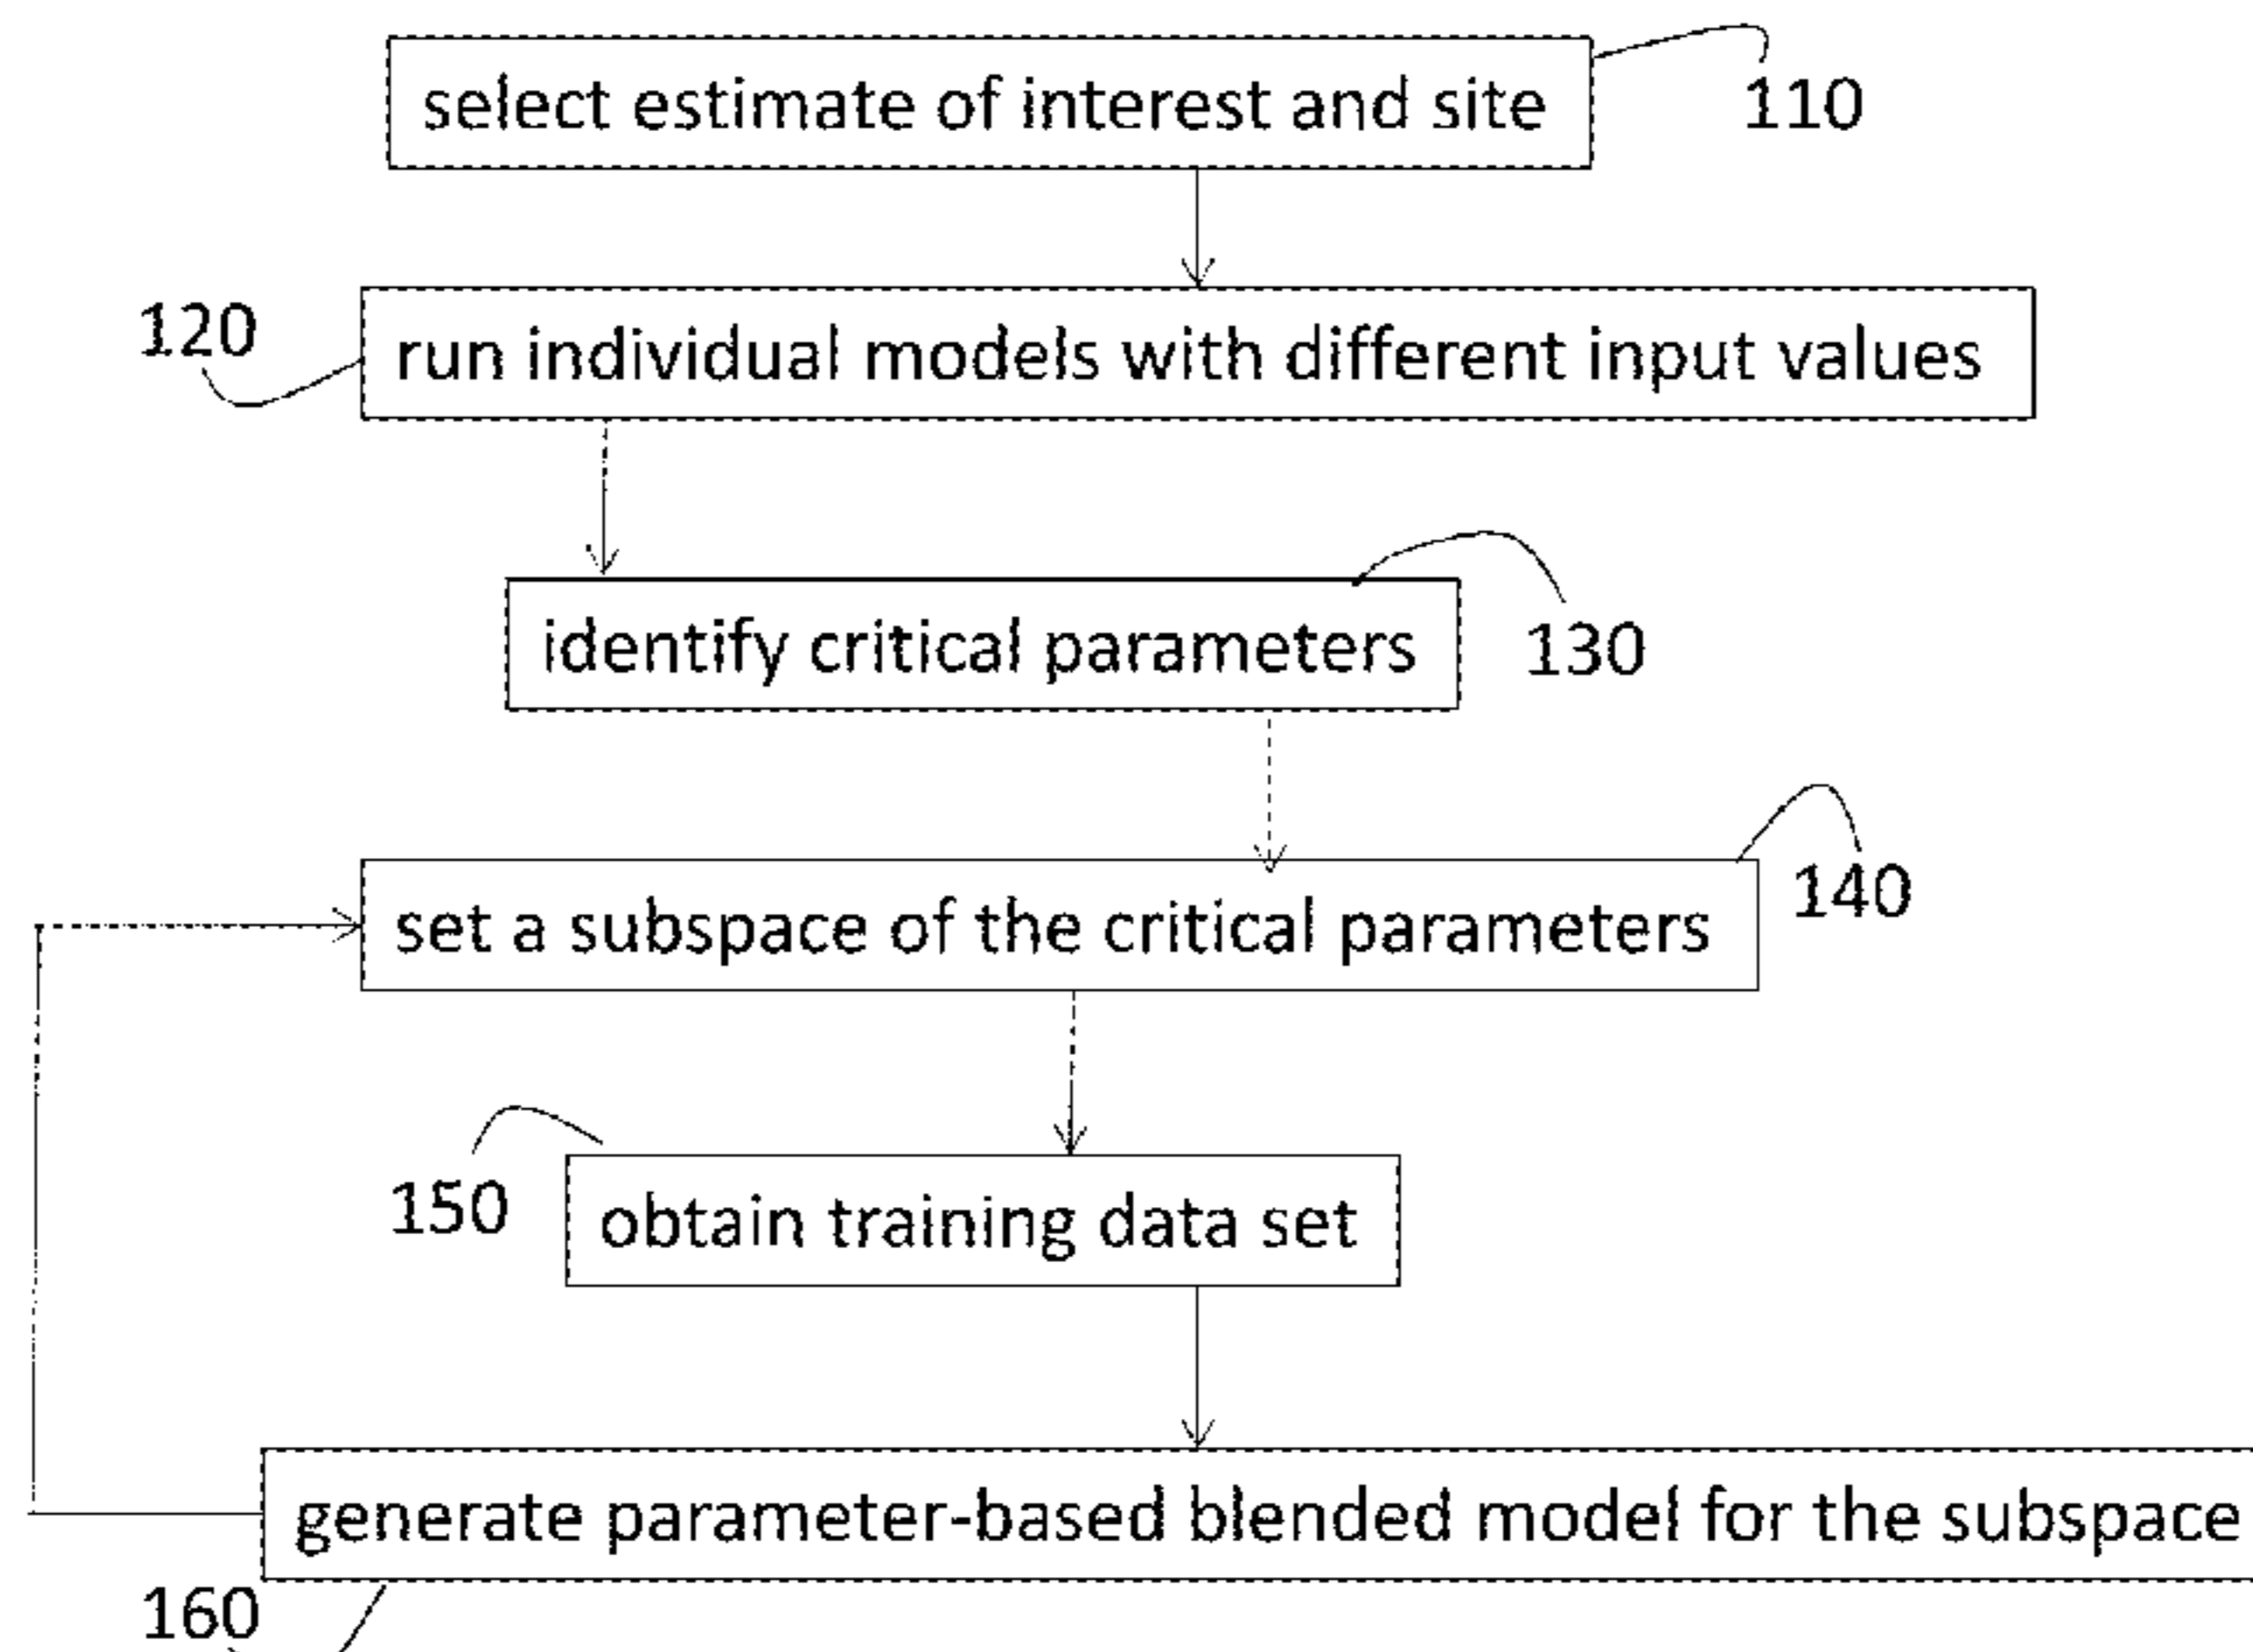 select estimate of interest and site
110
120
run individual models with different input values
identify critical parameters
130
set a subspace of the critical parameters
140
150
obtain training data set
generate parameter-based blended model for the subspace
160